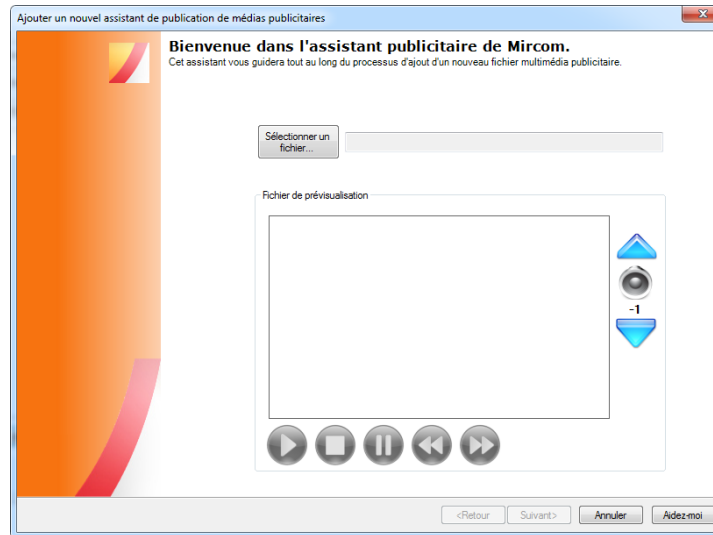 Ajouter un nouvel assistant de publication de médias publicitaires
Bienvenue dans l'assistant publicitaire de Mircom.
Cet assistant vous guidera tout au long du processus d'ajout d'un nouveau fichier multimédia publicitaire.
Sélectionner un
fichier...
Fichier de prévisualisation
-1
<Retour
Suivant>
Annuler
Aidez-moi